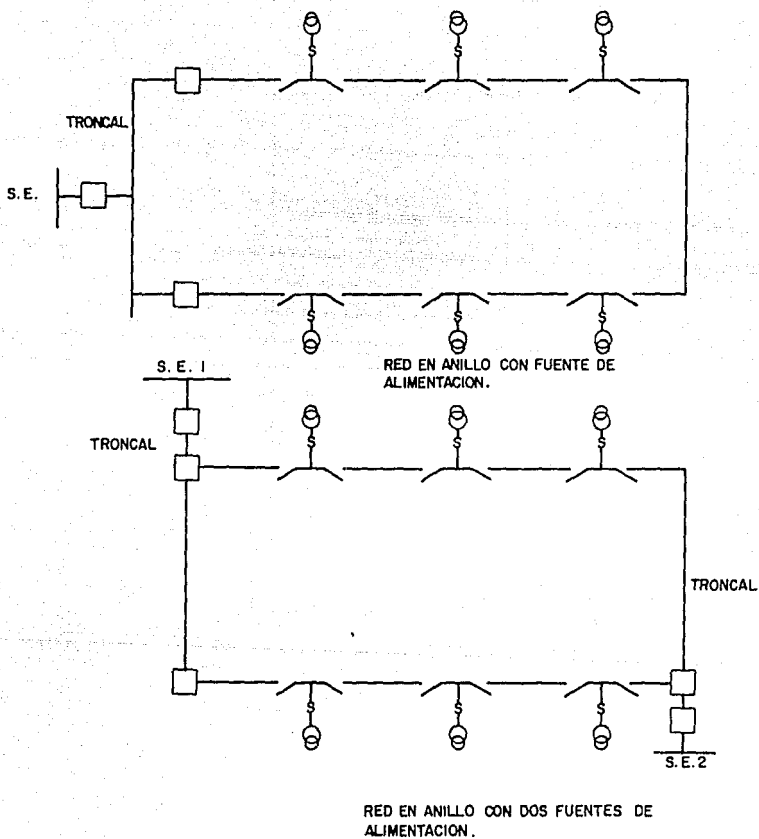 S
S
S
TRONCAL
S.E.
S
S
S
RED EN ANILLO CON FUENTE DE
ALIMENTACION.
S. E. 1
TRONCAL
S
S
S
TRONCAL
S
S
S
S.E.2
RED EN ANILLO CON DOS FUENTES DE
ALIMENTACION.